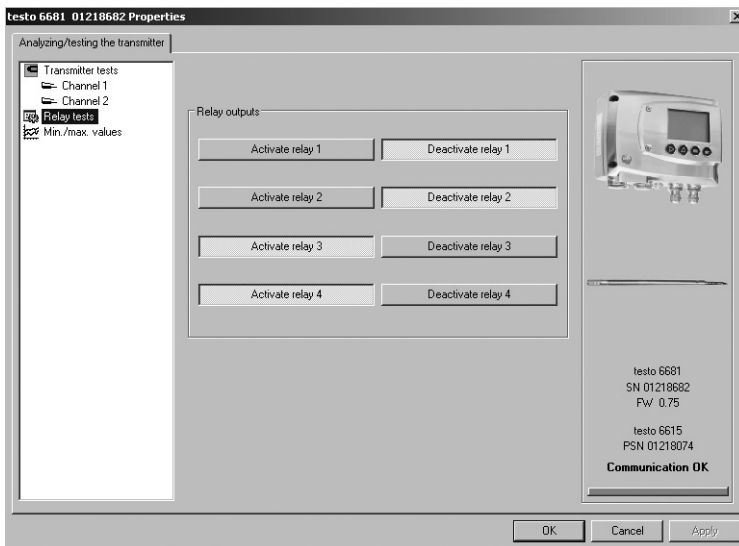 testo 6681 01218682 Properties
Analyzing/testing the transmitter
Transmitter tests
Channel 1
Channel 2
Relay tests
Min./max. values
Relay outputs
Activate relay 1
Deactivate relay 1
Activate relay 2
Deactivate relay 2
Activate relay 3
Deactivate relay 3
Activate relay 4
Deactivate relay 4
testo 6681
SN 01218682
FW 0.75
testo 6615
PSN 01218074
Communication OK
OK
Cancel
Apply